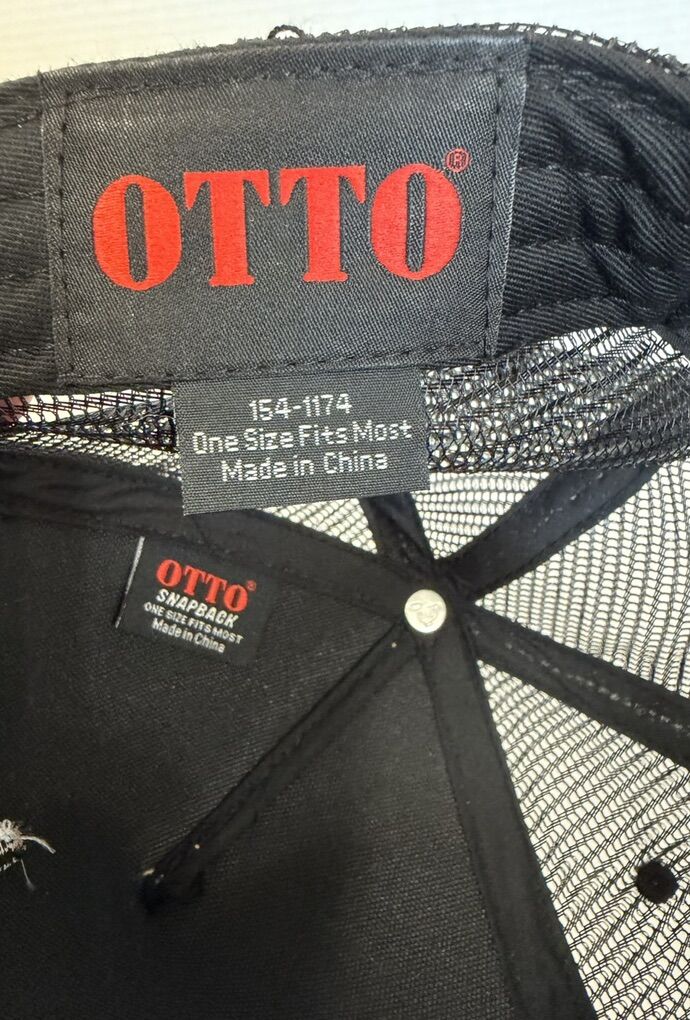 OTTO®
154-1174
One Size Fits Most
Made in China
OTTO®
SNAPBACK
ONE SIZE FITS MOST
Made in China